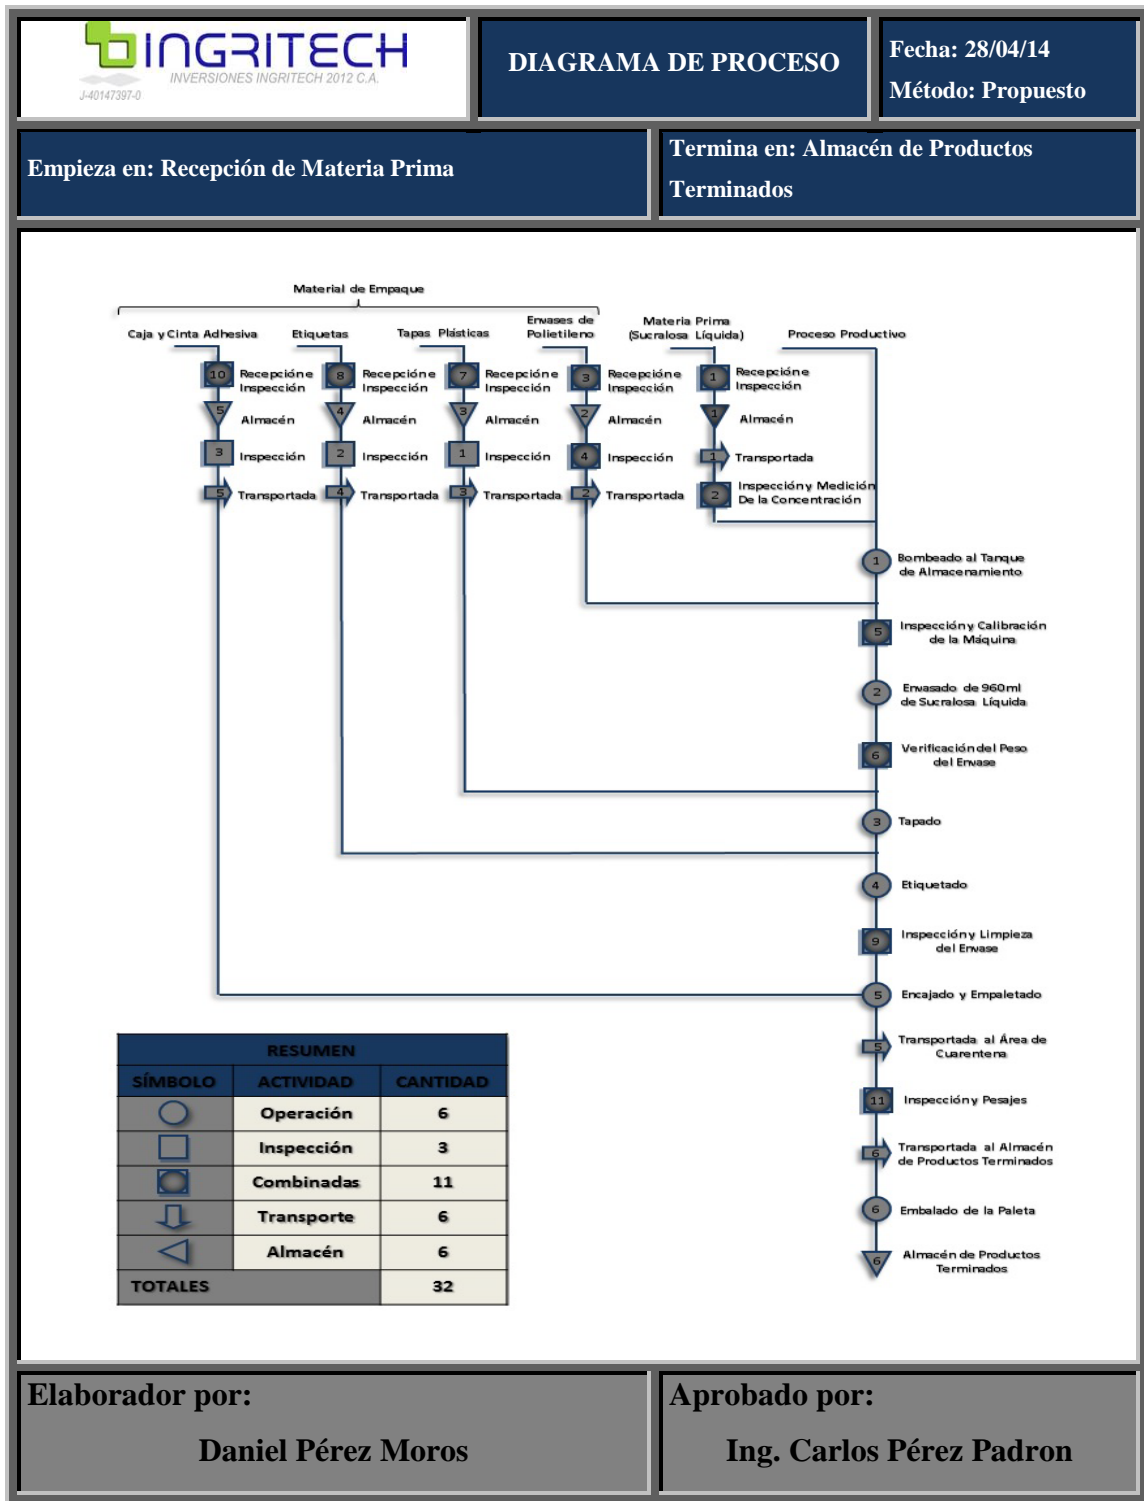 INGRITECH
INVERSIONES INGRITECH 2012 C.A.
J-40147397-0
DIAGRAMA DE PROCESO
Fecha: 28/04/14
Método: Propuesto
Empieza en: Recepción de Materia Prima
Termina en: Almacén de Productos
Terminados
Material de Empaque
Caja y Cinta Adhesiva
Etiquetas
Tapas Plásticas
Envases de
Polietileno
Materia Prima
(Sucralosa Líquida)
Proceso Productivo
10
Recepción e
Inspección
8
Recepción e
Inspección
7
Recepción e
Inspección
3
Recepción e
Inspección
1
Recepción e
Inspección
5
Almacén
4
Almacén
3
Almacén
2
Almacén
1
Almacén
3
Inspección
2
Inspección
1
Inspección
4
Inspección
1
Transportada
5
Transportada
4
Transportada
3
Transportada
2
Transportada
2
Inspección y Medición
De la Concentración
1
Bombeado al Tanque
de Almacenamiento
5
Inspección y Calibración
de la Máquina
2
Envasado de 960ml
de Sucralosa Líquida
6
Verificación del Peso
del Envase
3
Tapado
4
Etiquetado
9
Inspección y Limpieza
del Envase
5
Encajado y Empaletado
5
Transportada al Área de
Cuarentena
11
Inspección y Pesajes
6
Transportada al Almacén
de Productos Terminados
6
Embalado de la Paleta
6
Almacén de Productos
Terminados
RESUMEN
SÍMBOLO ACTIVIDAD CANTIDAD
Operación 6
Inspección 3
Combinadas 11
Transporte 6
Almacén 6
TOTALES 32
Elaborador por:
Daniel Pérez Moros
Aprobado por:
Ing. Carlos Pérez Padron